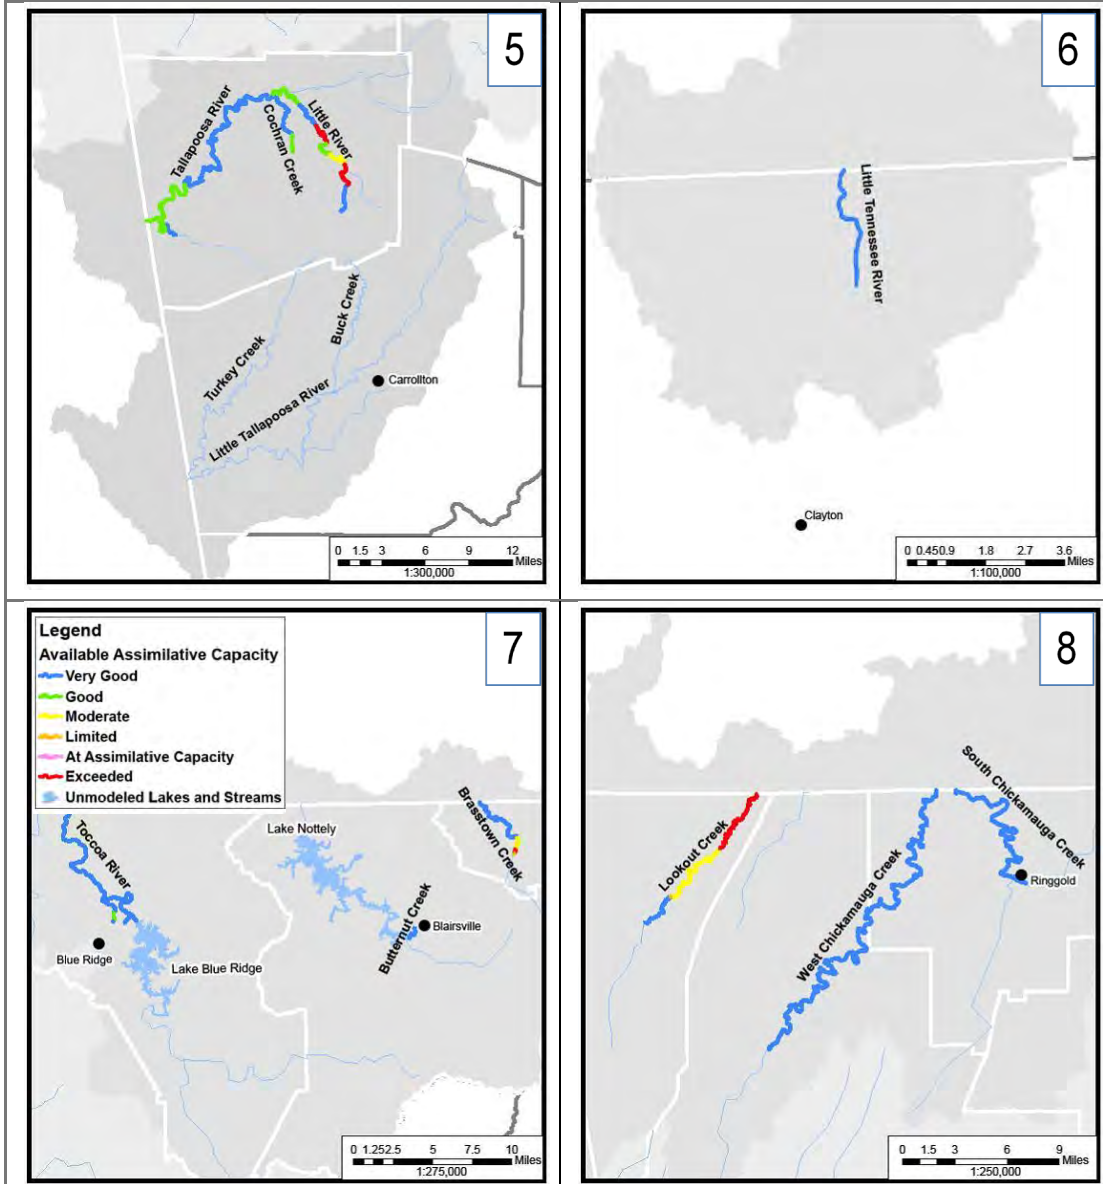 5
Tallapoosa River
Cochran Creek
Little River
Turkey Creek
Buck Creek
Little Tallapoosa River
Carrollton
0 1.5 3 6 9 12
Miles
1:300,000
6
Little Tennessee River
Clayton
0 0.450.9 1.8 2.7 3.6
Miles
1:100,000
7
Legend
Available Assimilative Capacity
Very Good
Good
Moderate
Limited
At Assimilative Capacity
Exceeded
Unmodeled Lakes and Streams
Toccoa River
Blue Ridge
Lake Blue Ridge
Lake Nottely
Butternut Creek
Blairsville
Brasstown Creek
0 1.252.5 5 7.5 10
Miles
1:275,000
8
Lookout Creek
West Chickamauga Creek
South Chickamauga Creek
Ringgold
0 1.5 3 6 9
Miles
1:250,000